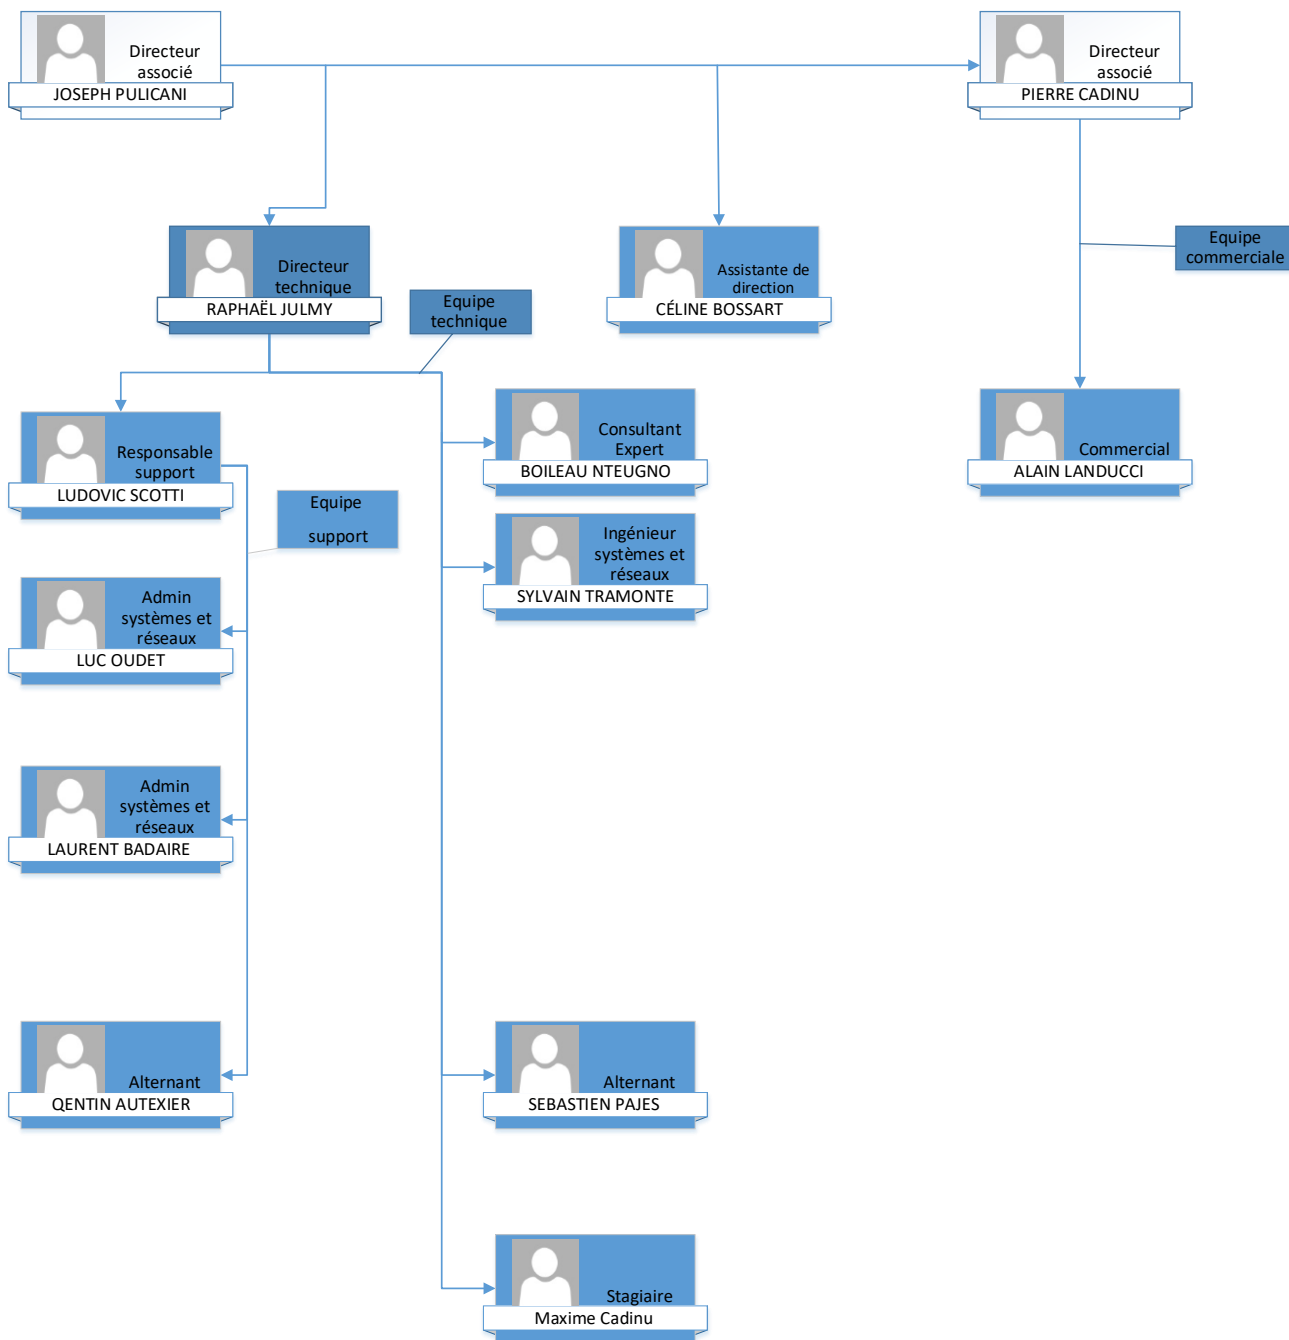 Directeur
associé
JOSEPH PULICANI
Directeur
associé
PIERRE CADINU
Directeur
technique
RAPHAËL JULMY
Assistante de
direction
CÉLINE BOSSART
Equipe
commerciale
Equipe
technique
Responsable
support
LUDOVIC SCOTTI
Consultant
Expert
BOILEAU NTEUGNO
Commercial
ALAIN LANDUCCI
Equipe
support
Ingénieur
systèmes et
réseaux
SYLVAIN TRAMONTE
Admin
systèmes et
réseaux
LUC OUDET
Admin
systèmes et
réseaux
LAURENT BADAIRE
Alternant
QENTIN AUTEXIER
Alternant
SEBASTIEN PAJES
Stagiaire
Maxime Cadinu